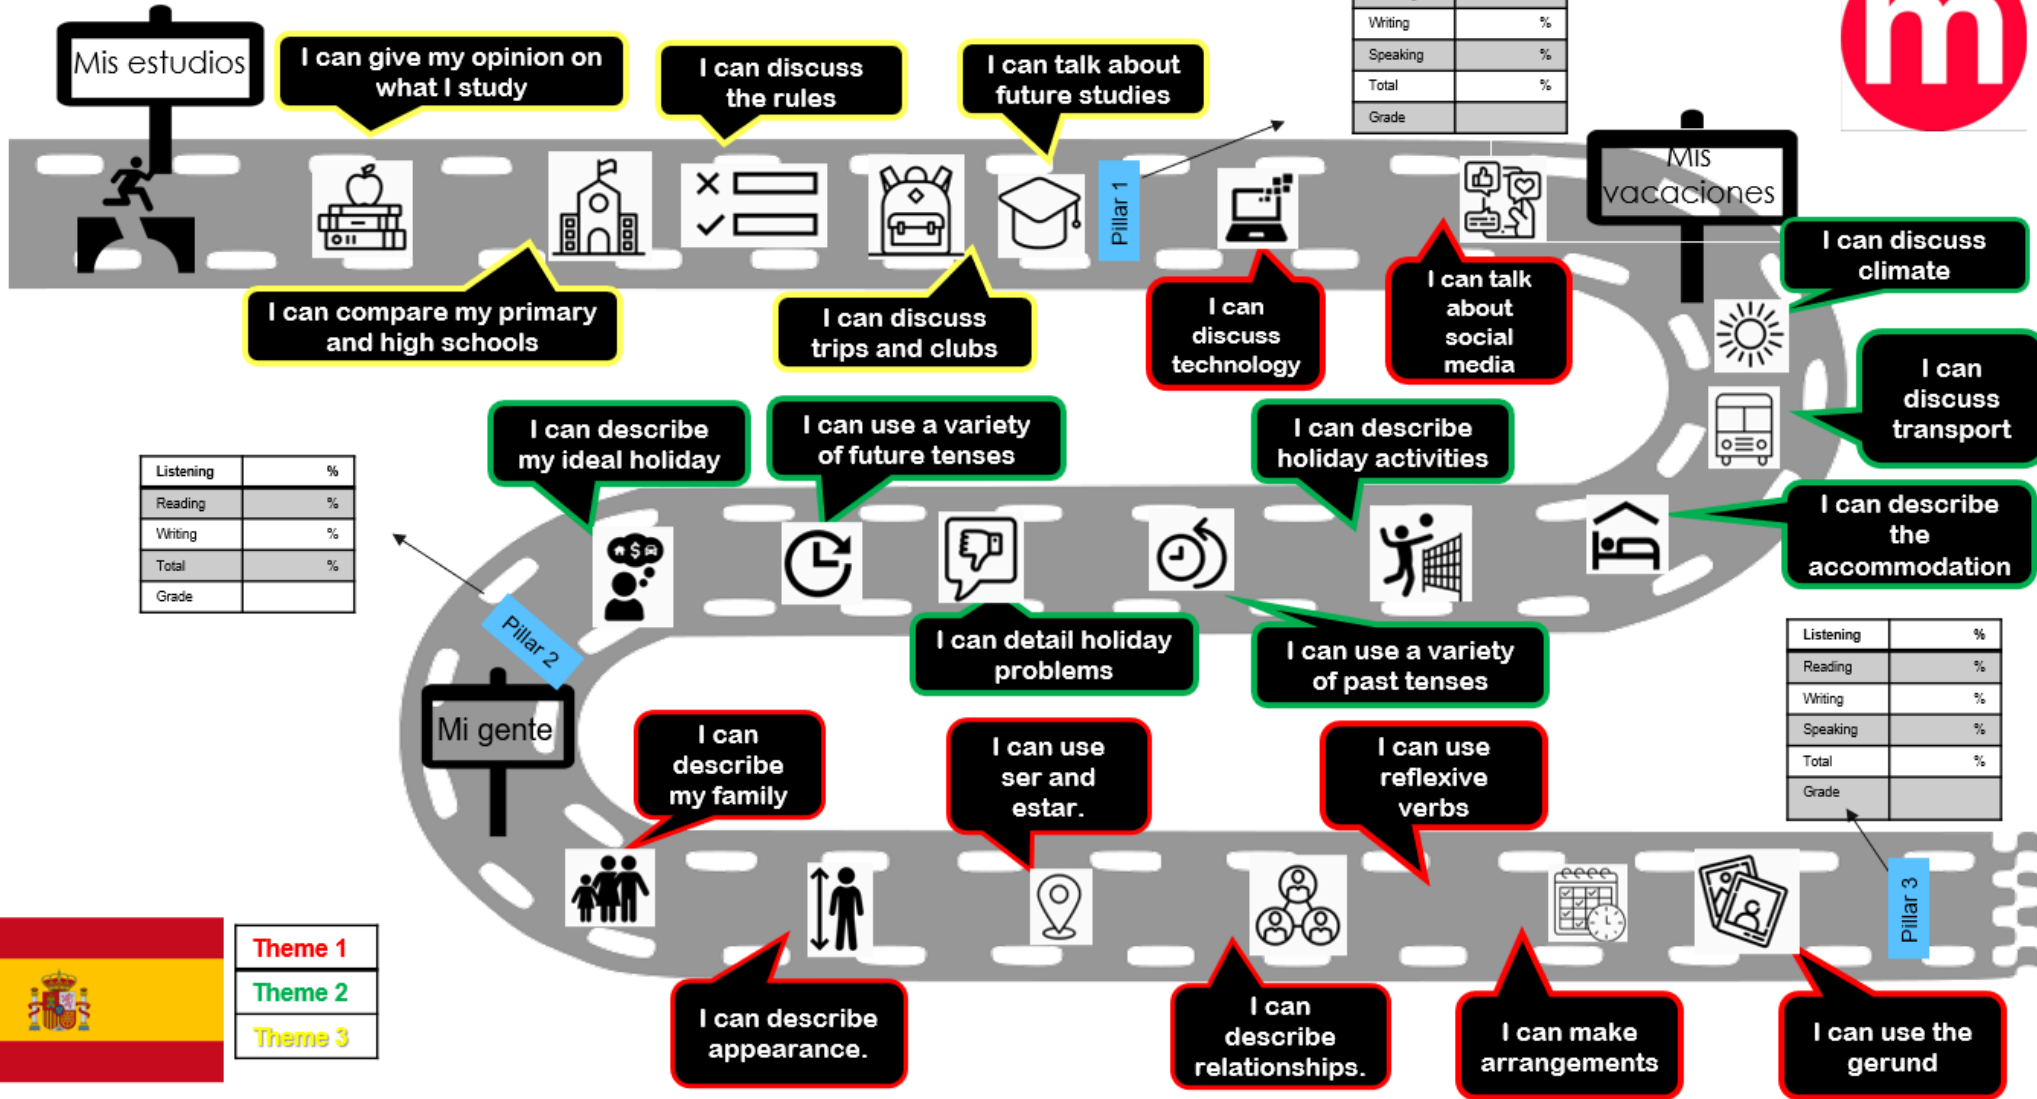 Mis estudios
I can give my opinion on
what I study
I can discuss
the rules
I can talk about
future studies
Writing %
Speaking %
Total %
Grade
m
Pillar 1
Mis
vacaciones
I can compare my primary
and high schools
I can discuss
trips and clubs
I can
discuss
technology
I can talk
about
social
media
I can discuss
climate
I can
discuss
transport
I can describe
the
accommodation
I can describe
holiday activities
I can use a variety
of past tenses
I can detail holiday
problems
I can use a variety
of future tenses
I can describe
my ideal holiday
Pillar 2
Listening %
Reading %
Writing %
Total %
Grade
Mi gente
I can
describe
my family
I can describe
appearance.
I can use
ser and
estar.
I can
describe
relationships.
I can use
reflexive
verbs
I can make
arrangements
I can use the
gerund
Pillar 3
Listening %
Reading %
Writing %
Speaking %
Total %
Grade
Theme 1
Theme 2
Theme 3